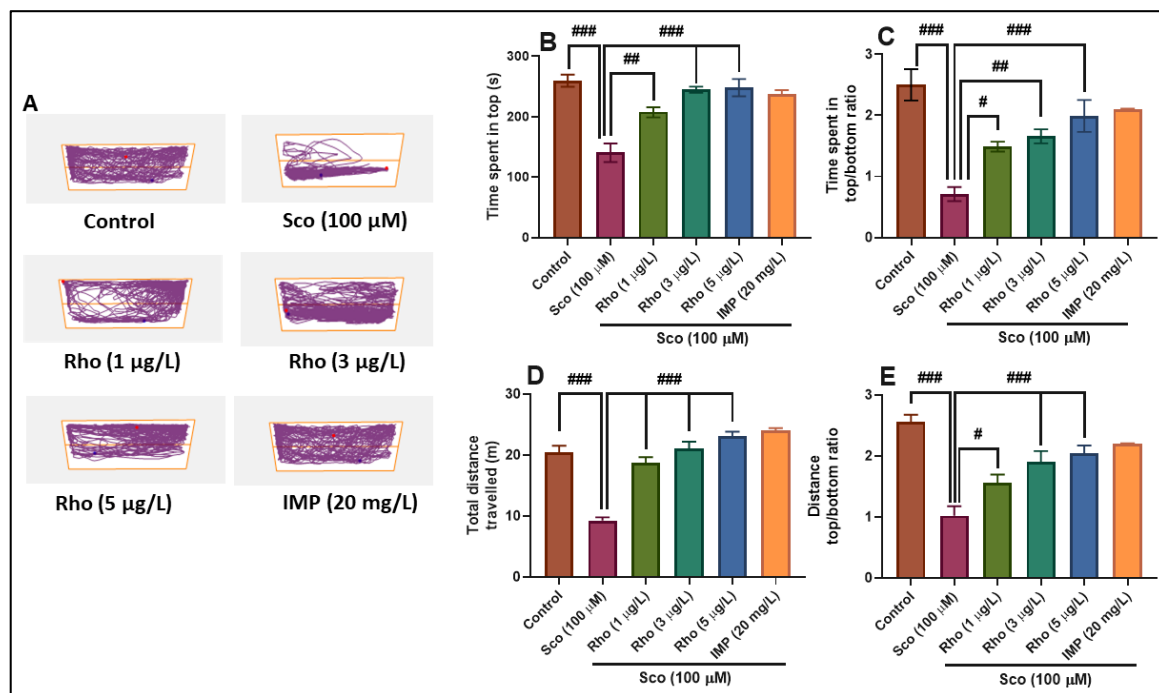 A
Control
Sco (100 µM)
Rho (1 µg/L)
Rho (3 µg/L)
Rho (5 µg/L)
IMP (20 mg/L)
B
###
###
##
Time spent in top (s)
300
200
100
0
Control
Sco (100 µM)
Rho (1 µg/L)
Rho (3 µg/L)
Rho (5 µg/L)
IMP (20 mg/L)
Sco (100 µM)
C
###
###
##
#
Time spent in
top/bottom ratio
3
2
1
0
Control
Sco (100 µM)
Rho (1 µg/L)
Rho (3 µg/L)
Rho (5 µg/L)
IMP (20 mg/L)
Sco (100 µM)
D
###
###
Total distance
travelled (m)
30
20
10
0
Control
Sco (100 µM)
Rho (1 µg/L)
Rho (3 µg/L)
Rho (5 µg/L)
IMP (20 mg/L)
Sco (100 µM)
E
###
###
#
Distance
top/bottom ratio
3
2
1
0
Control
Sco (100 µM)
Rho (1 µg/L)
Rho (3 µg/L)
Rho (5 µg/L)
IMP (20 mg/L)
Sco (100 µM)